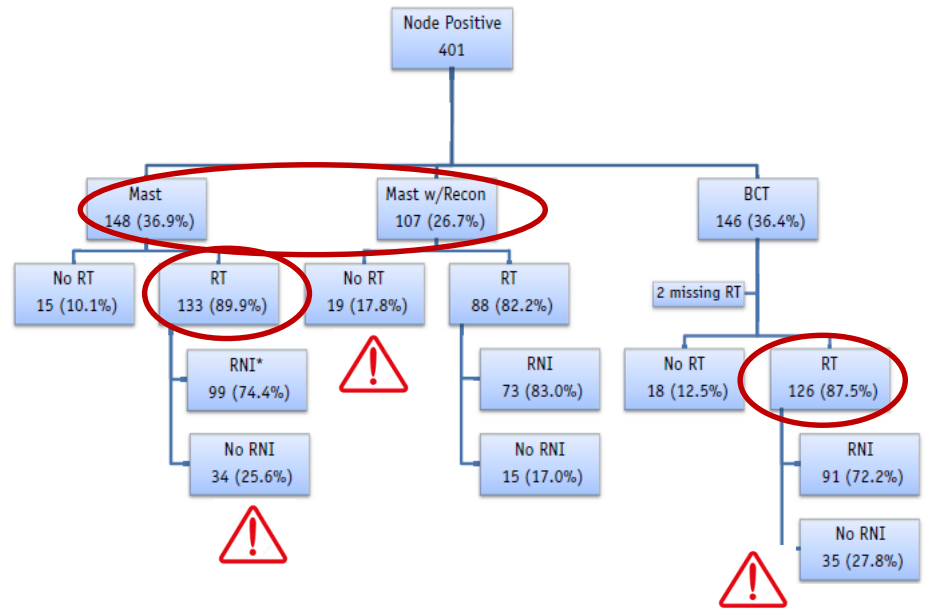 Node Positive
401
Mast
148 (36.9%)
Mast w/Recon
107 (26.7%)
BCT
146 (36.4%)
No RT
15 (10.1%)
RT
133 (89.9%)
No RT
19 (17.8%)
RT
88 (82.2%)
2 missing RT
No RT
18 (12.5%)
RT
126 (87.5%)
RNI*
99 (74.4%)
No RNI
34 (25.6%)
RNI
73 (83.0%)
No RNI
15 (17.0%)
RNI
91 (72.2%)
No RNI
35 (27.8%)